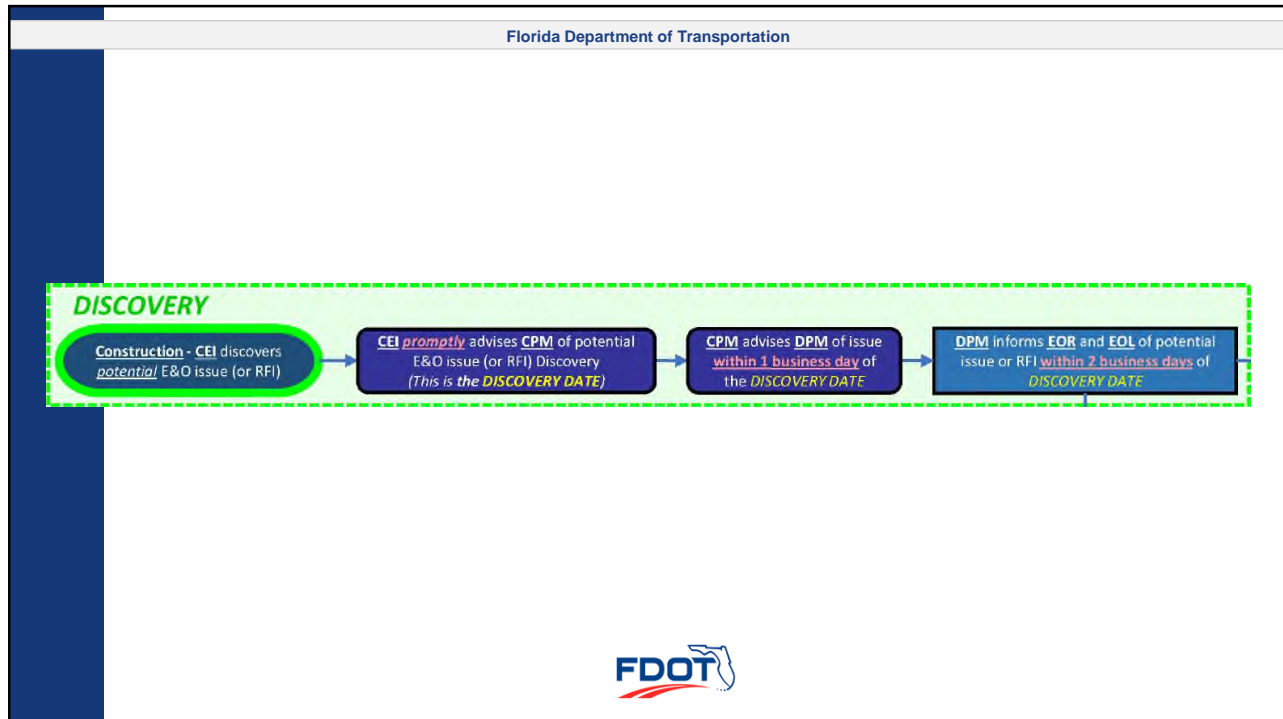 Florida Department of Transportation
DISCOVERY
Construction - CEI discovers
potential E&O issue (or RFI)
CEI promptly advises CPM of potential
E&O issue (or RFI) Discovery
(This is the DISCOVERY DATE)
CPM advises DPM of issue
within 1 business day of
the DISCOVERY DATE
DPM informs EOR and EOL of potential
issue or RFI within 2 business days of
DISCOVERY DATE
FDOT